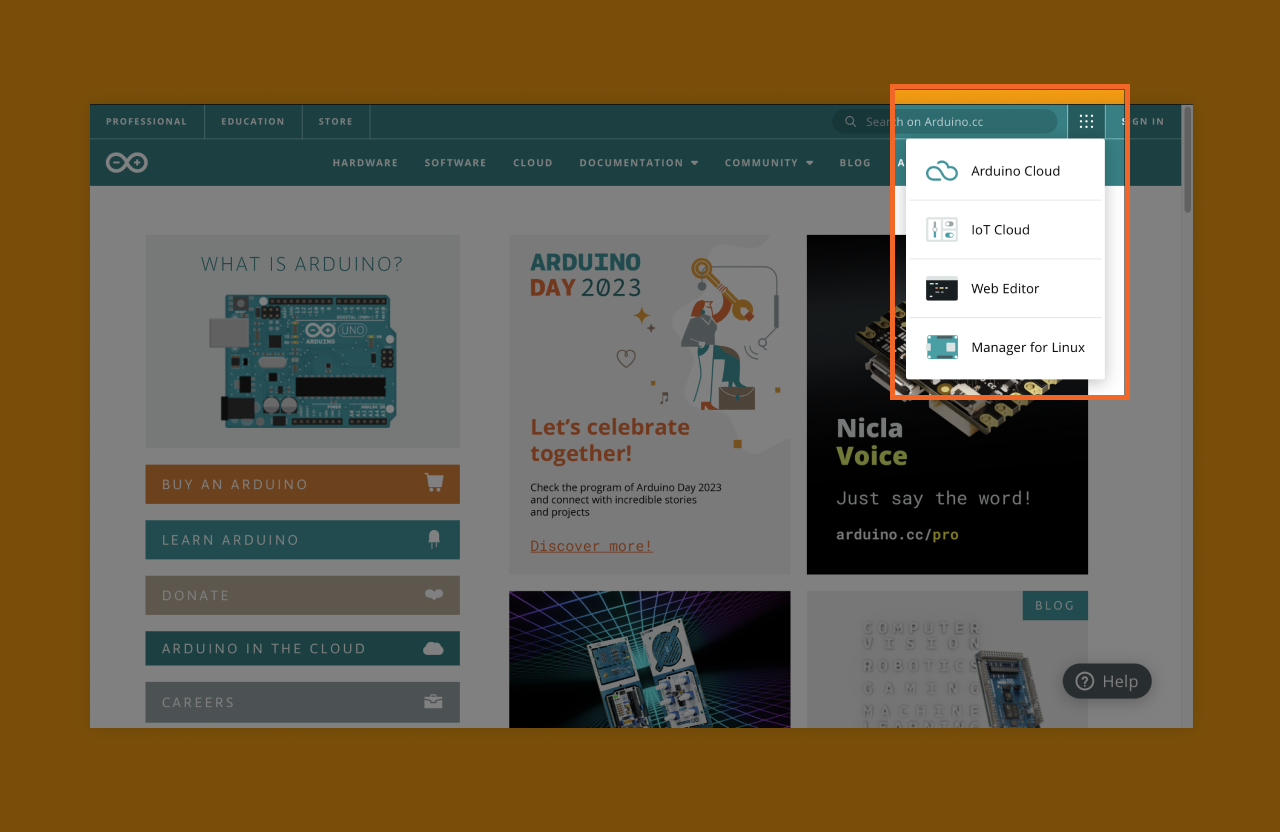 PROFESSIONAL
EDUCATION
STORE
Search on Arduino.cc
SIGN IN
HARDWARE
SOFTWARE
CLOUD
DOCUMENTATION
COMMUNITY
BLOG
A
Arduino Cloud
IoT Cloud
Web Editor
Manager for Linux
WHAT IS ARDUINO?
UNO
ARDUINO
BUY AN ARDUINO
LEARN ARDUINO
DONATE
ARDUINO IN THE CLOUD
CAREERS
ARDUINO
DAY 2023
Let's celebrate
together!
Check the program of Arduino Day 2023
and connect with incredible stories
and projects
Discover more!
Nicla
Voice
Just say the word!
arduino.cc/pro
BLOG
COMPUTER
VISION
ROBOTICS
GAMING
MACHINE
LEARNING
Help